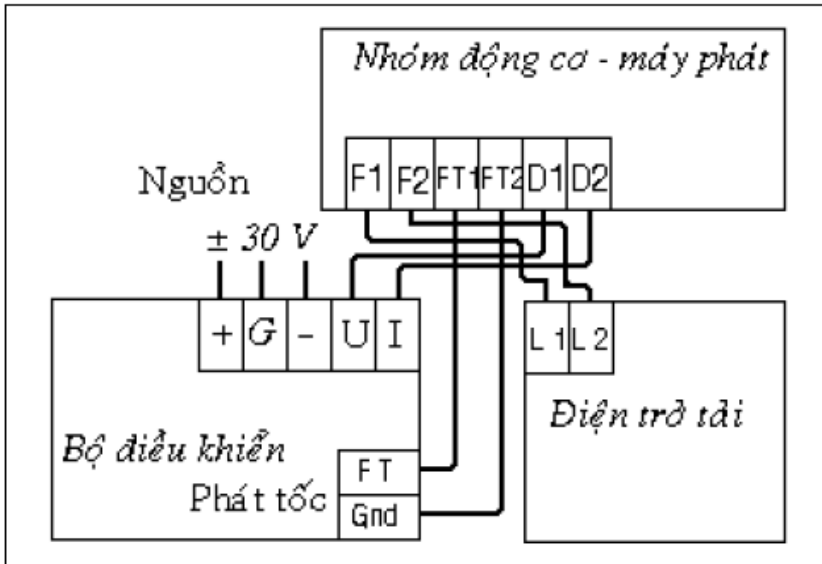 Nhóm động cơ - máy phát
F1 F2 FT1 FT2 D1 D2
Nguồn
± 30 V
+ G - U I
L 1 L 2
Điện trở tải
Bộ điều khiển
Phát tốc
FT
Gnd